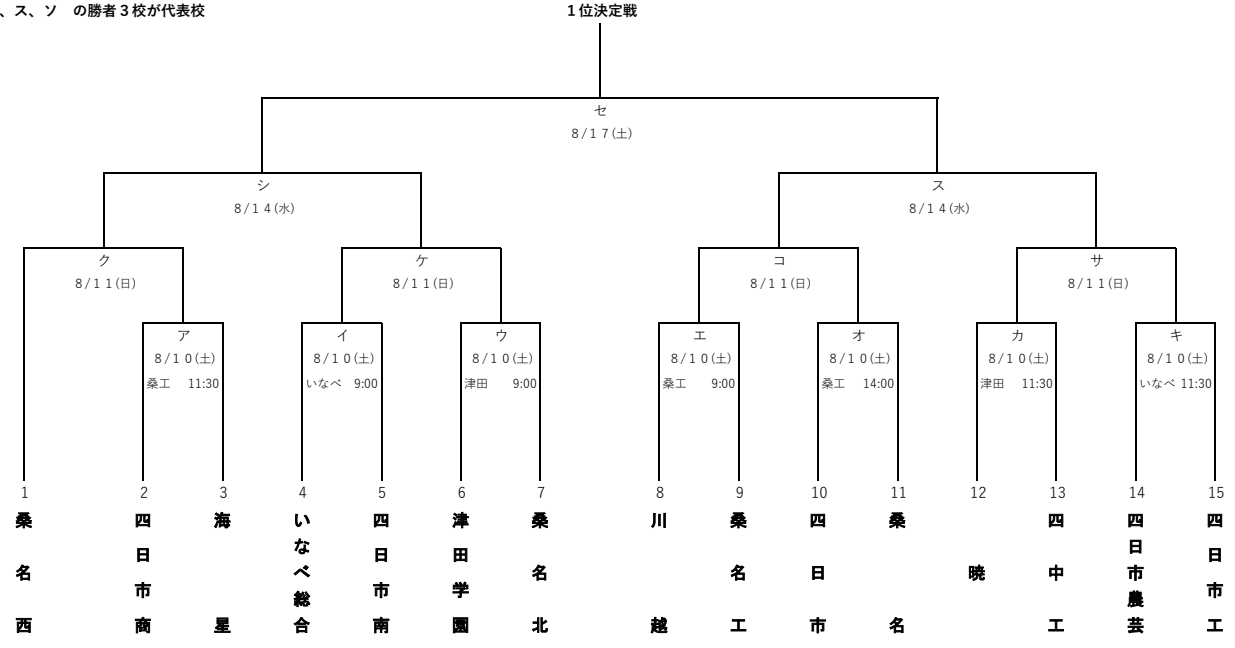 、ス、ソ　の勝者３校が代表校
１位決定戦
セ
８/１７(土)
シ
８/１４(水)
ス
８/１４(水)
ク
８/１１(日)
ケ
８/１１(日)
コ
８/１１(日)
サ
８/１１(日)
ア
８/１０(土)
桑工 11:30
イ
８/１０(土)
いなべ 9:00
ウ
８/１０(土)
津田 9:00
エ
８/１０(土)
桑工 9:00
オ
８/１０(土)
桑工 14:00
カ
８/１０(土)
津田 11:30
キ
８/１０(土)
いなべ 11:30
1
桑名西
2
四日市商
3
海星
4
いなべ総合
5
四日市南
6
津田学園
7
桑名北
8
川越
9
桑名工
10
四日市
11
桑名
12
暁
13
四中工
14
四日市農芸
15
四日市工